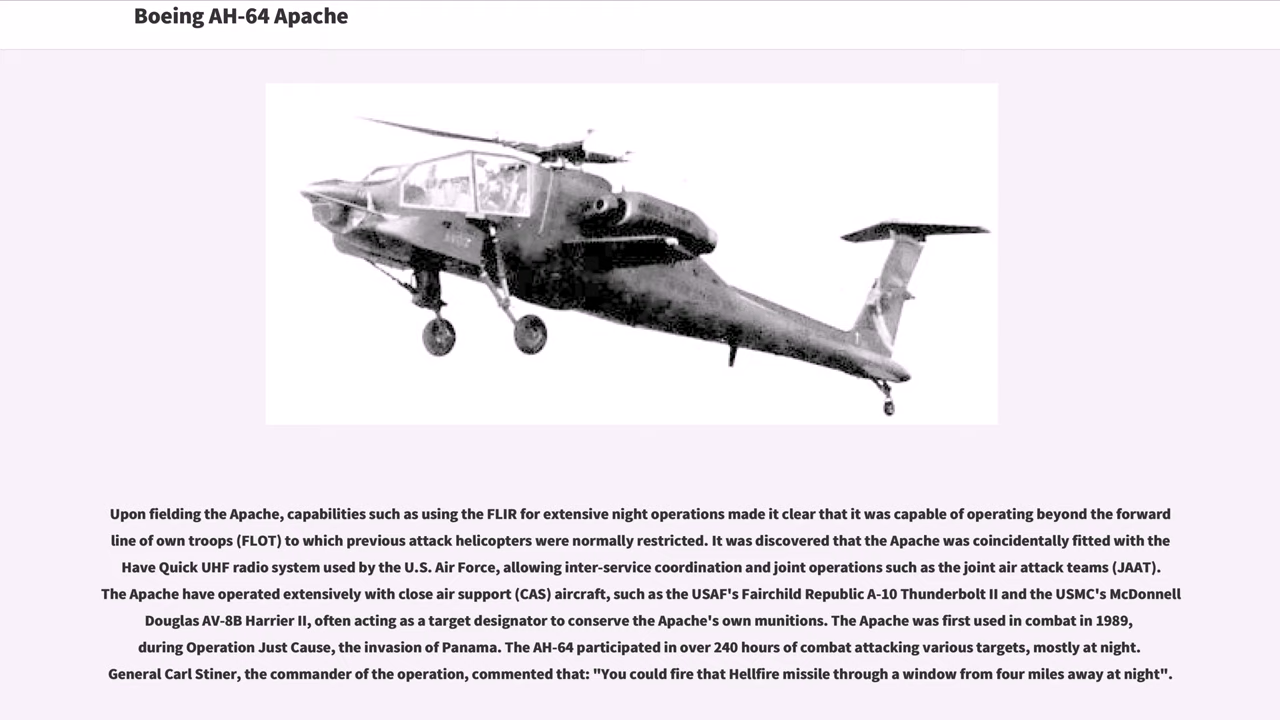 Boeing AH-64 Apache
Upon fielding the Apache, capabilities such as using the FLIR for extensive night operations made it clear that it was capable of operating beyond the forward
line of own troops (FLOT) to which previous attack helicopters were normally restricted. It was discovered that the Apache was coincidentally fitted with the
Have Quick UHF radio system used by the U.S. Air Force, allowing inter-service coordination and joint operations such as the joint air attack teams (JAAT).
The Apache have operated extensively with close air support (CAS) aircraft, such as the USAF's Fairchild Republic A-10 Thunderbolt II and the USMC's McDonnell
Douglas AV-8B Harrier II, often acting as a target designator to conserve the Apache's own munitions. The Apache was first used in combat in 1989,
during Operation Just Cause, the invasion of Panama. The AH-64 participated in over 240 hours of combat attacking various targets, mostly at night.
General Carl Stiner, the commander of the operation, commented that: "You could fire that Hellfire missile through a window from four miles away at night".